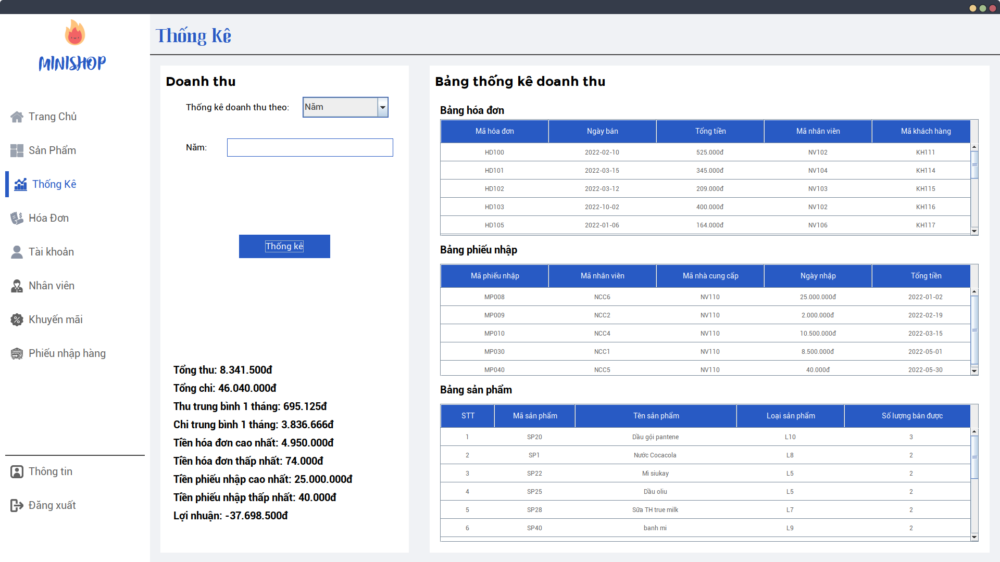 MINISHOP
Trang Chủ
Sản Phẩm
Thống Kê
Hóa Đơn
Tài khoản
Nhân viên
Khuyến mãi
Phiếu nhập hàng
Thông tin
Đăng xuất
Thống Kê
Doanh thu
Thống kê doanh thu theo: Năm
Năm:
Thống kê
Tổng thu: 8.341.500đ
Tổng chi: 46.040.000đ
Thu trung bình 1 tháng: 695.125đ
Chi trung bình 1 tháng: 3.836.666đ
Tiền hóa đơn cao nhất: 4.950.000đ
Tiền hóa đơn thấp nhất: 74.000đ
Tiền phiếu nhập cao nhất: 25.000.000đ
Tiền phiếu nhập thấp nhất: 40.000đ
Lợi nhuận: -37.698.500đ
Bảng thống kê doanh thu
Bảng hóa đơn
Mã hóa đơn Ngày bán Tổng tiền Mã nhân viên Mã khách hàng
HD100 2022-02-10 525.000đ NV102 KH111
HD101 2022-03-15 345.000đ NV104 KH114
HD102 2022-03-12 209.000đ NV103 KH115
HD103 2022-10-02 400.000đ NV102 KH116
HD105 2022-01-06 164.000đ NV106 KH117
Bảng phiếu nhập
Mã phiếu nhập Mã nhân viên Mã nhà cung cấp Ngày nhập Tổng tiền
MP008 NCC6 NV110 25.000.000đ 2022-01-02
MP009 NCC2 NV110 2.000.000đ 2022-02-19
MP010 NCC4 NV110 10.500.000đ 2022-03-15
MP030 NCC1 NV110 8.500.000đ 2022-05-01
MP040 NCC5 NV110 40.000đ 2022-05-30
Bảng sản phẩm
STT Mã sản phẩm Tên sản phẩm Loại sản phẩm Số lượng bán được
1 SP20 Dầu gội pantene L10 3
2 SP1 Nước Cocacola L8 2
3 SP22 Mì siukay L5 2
4 SP25 Dầu oliu L5 2
5 SP28 Sữa TH true milk L7 2
6 SP40 banh mi L9 2